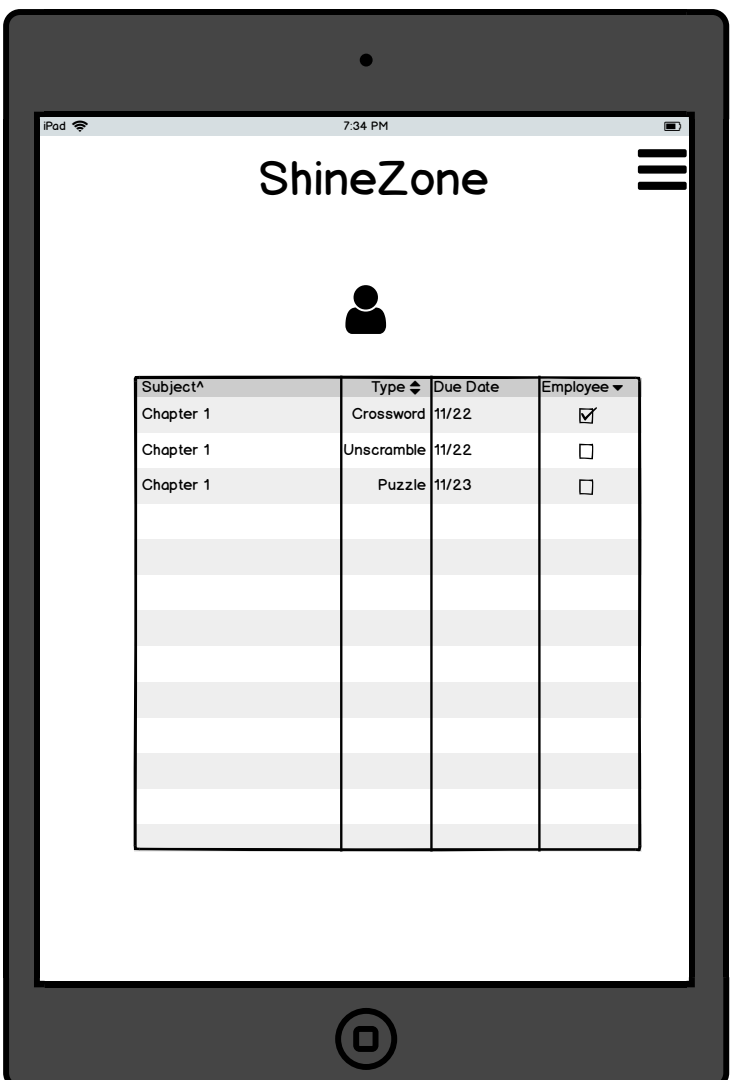 iPad 7:34 PM
ShineZone
Subject^ Type Due Date Employee
Chapter 1 Crossword 11/22
Chapter 1 Unscramble 11/22
Chapter 1 Puzzle 11/23